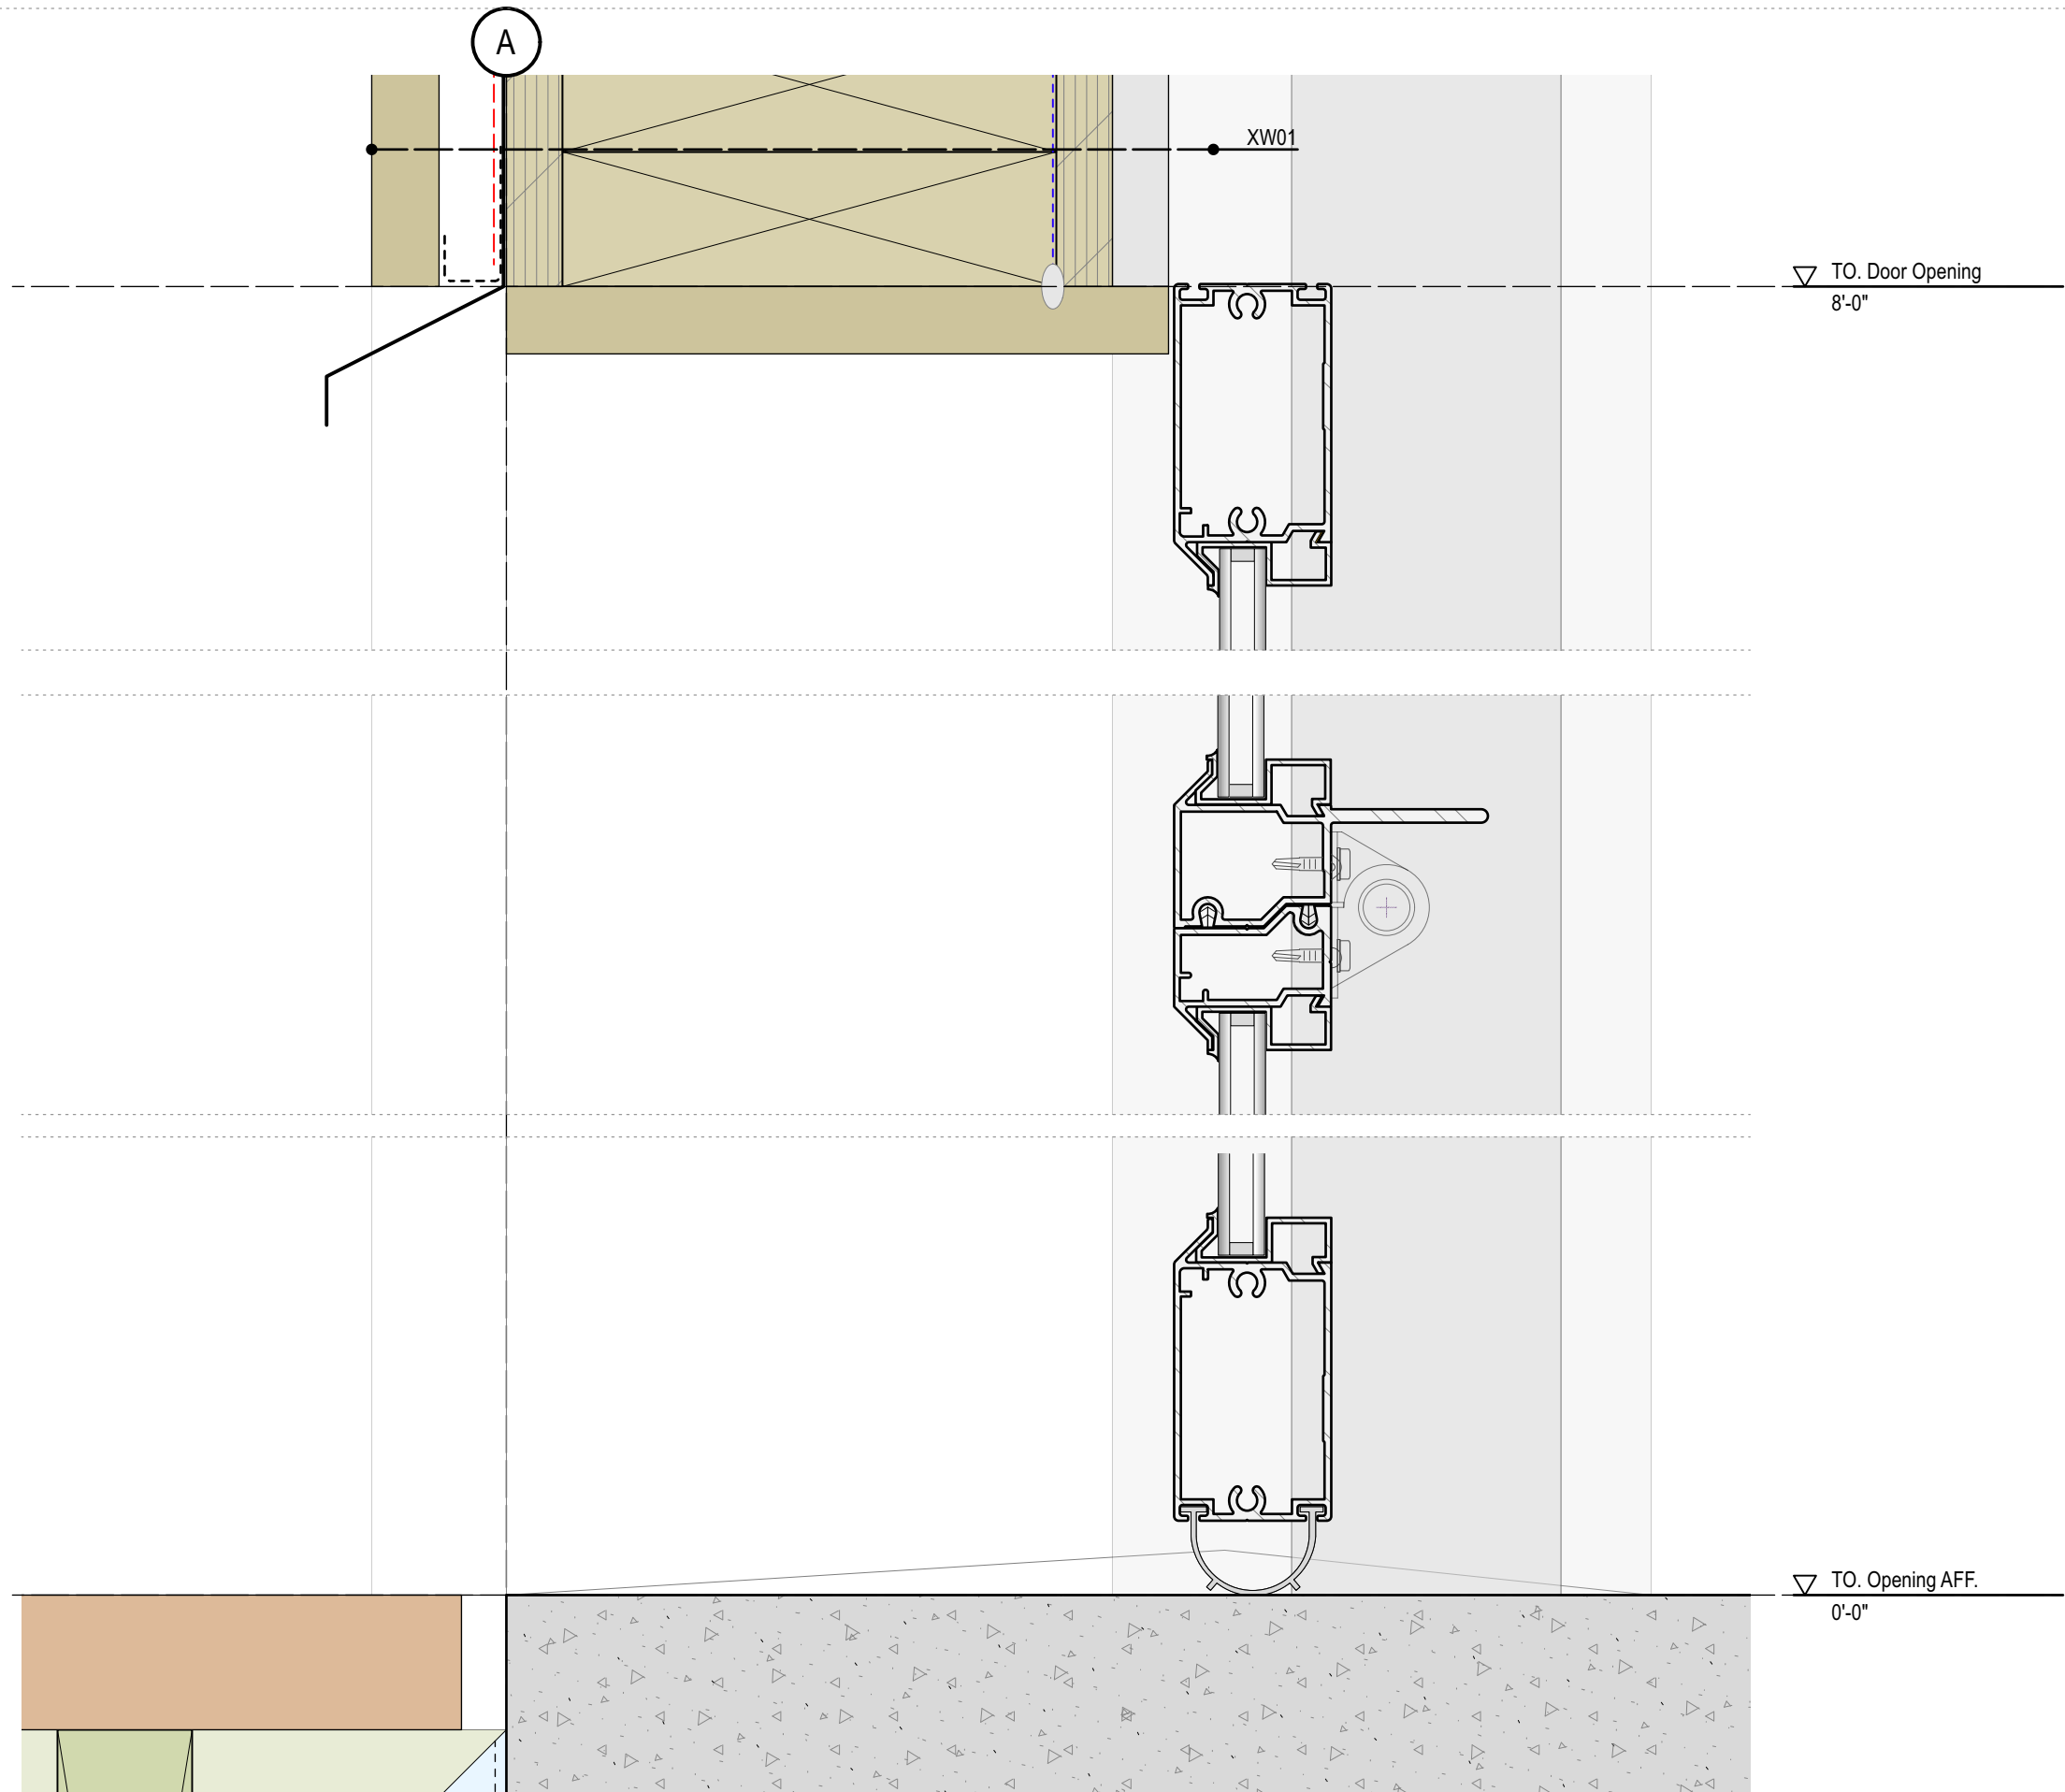 A
XW01
TO. Door Opening
8'-0"
TO. Opening AFF.
0'-0"